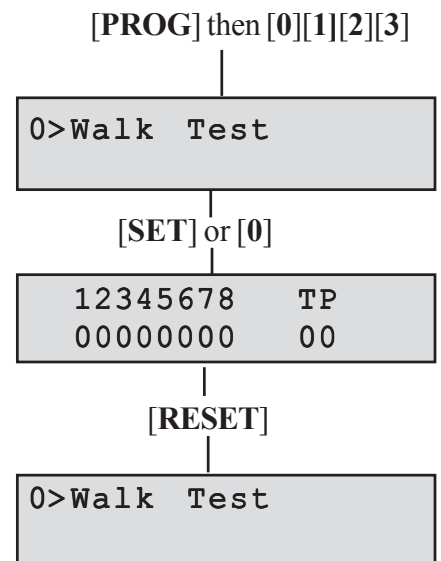 [PROG] then [0][1][2][3]
0>Walk Test
[SET] or [0]
12345678 TP
00000000 00
[RESET]
0>Walk Test